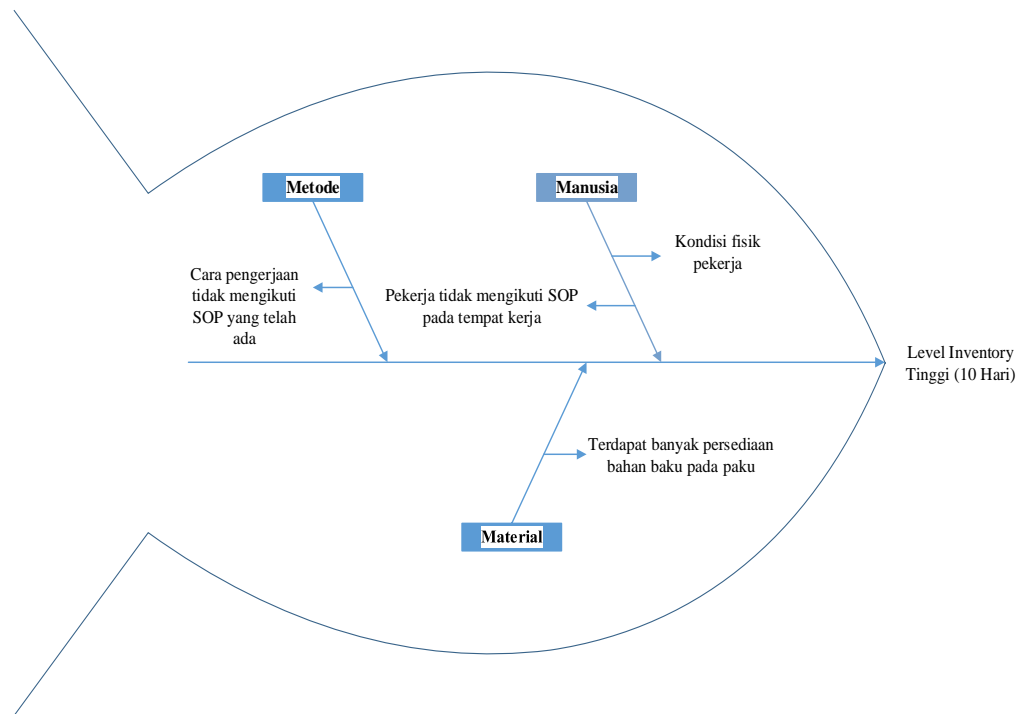 Metode
Manusia
Kondisi fisik
pekerja
Cara pengerjaan
tidak mengikuti
SOP yang telah
ada
Pekerja tidak mengikuti SOP
pada tempat kerja
Level Inventory
Tinggi (10 Hari)
Terdapat banyak persediaan
bahan baku pada paku
Material